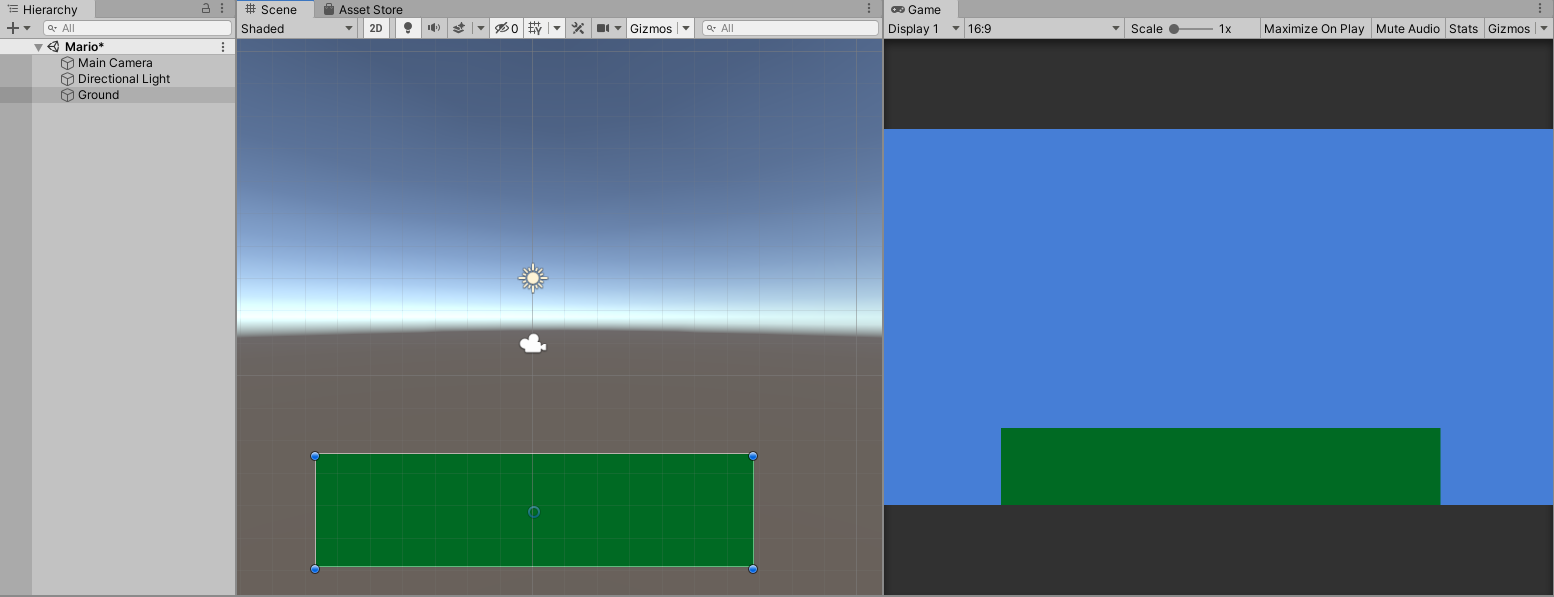 Hierarchy
All
Mario*
Main Camera
Directional Light
Ground
Scene
Asset Store
Shaded
2D
0
Gizmos
All
Game
Display 1
16:9
Scale
1x
Maximize On Play
Mute Audio
Stats
Gizmos